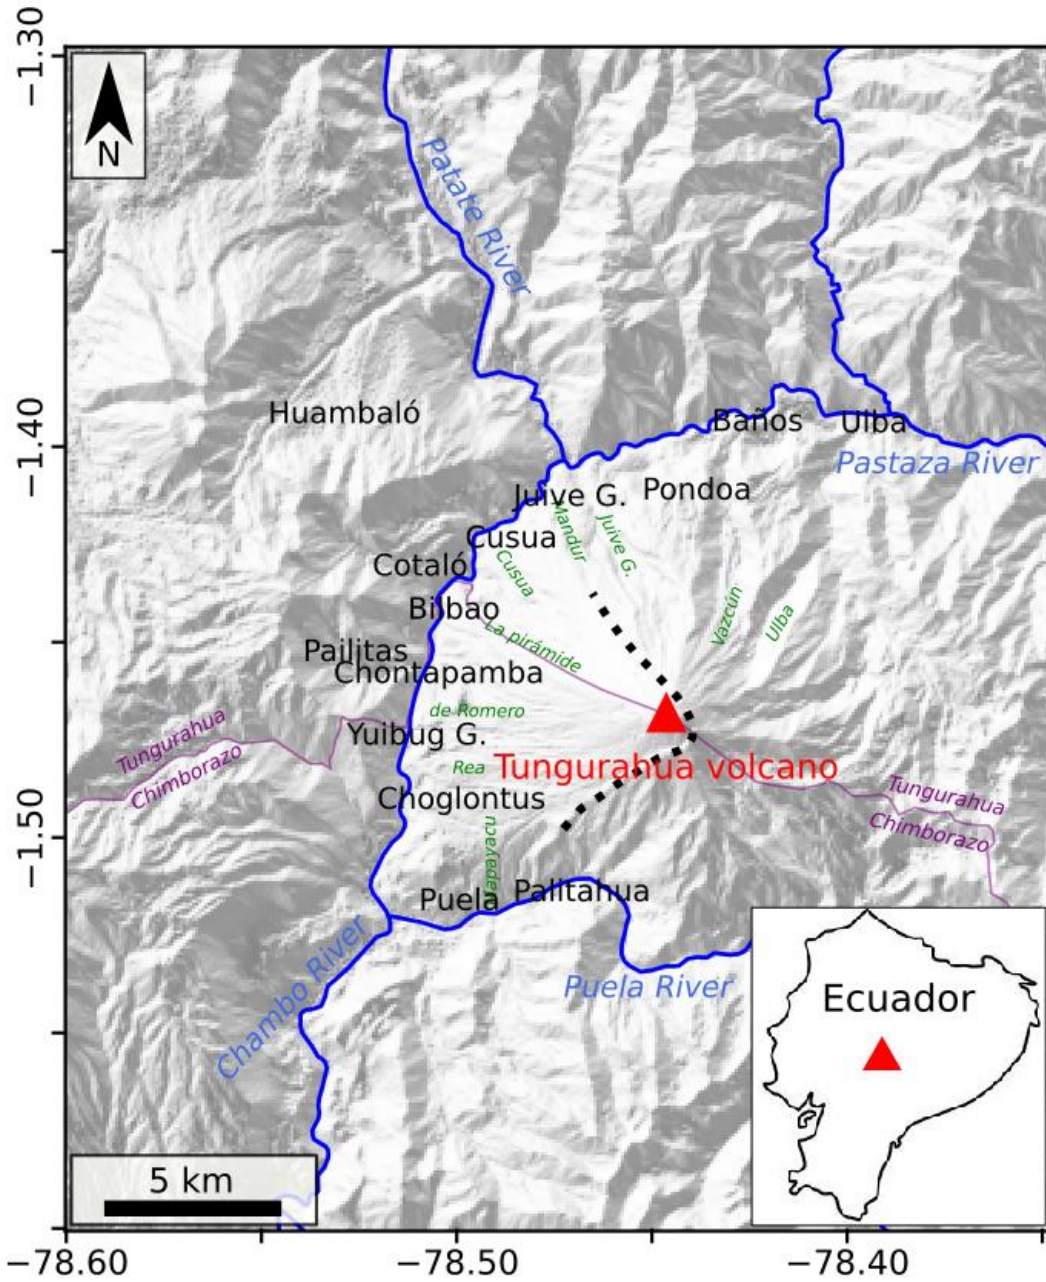 −1.30
N
Patate River
Huambaló
Baños
Ulba
−1.40
Pastaza River
Juive G.
Pondoa
Mandur
Juive G.
Cusua
Cotaló
Cusua
Vazcún
Ulba
Bilbao
La pirámide
Pailitas
Chontapamba
de Romero
Yuibug G.
Tungurahua
Chimborazo
Rea
Tungurahua volcano
Choglontus
Tungurahua
Chimborazo
−1.50
Puela
Palitahua
Chambo River
Puela River
Ecuador
5 km
−78.60
−78.50
−78.40